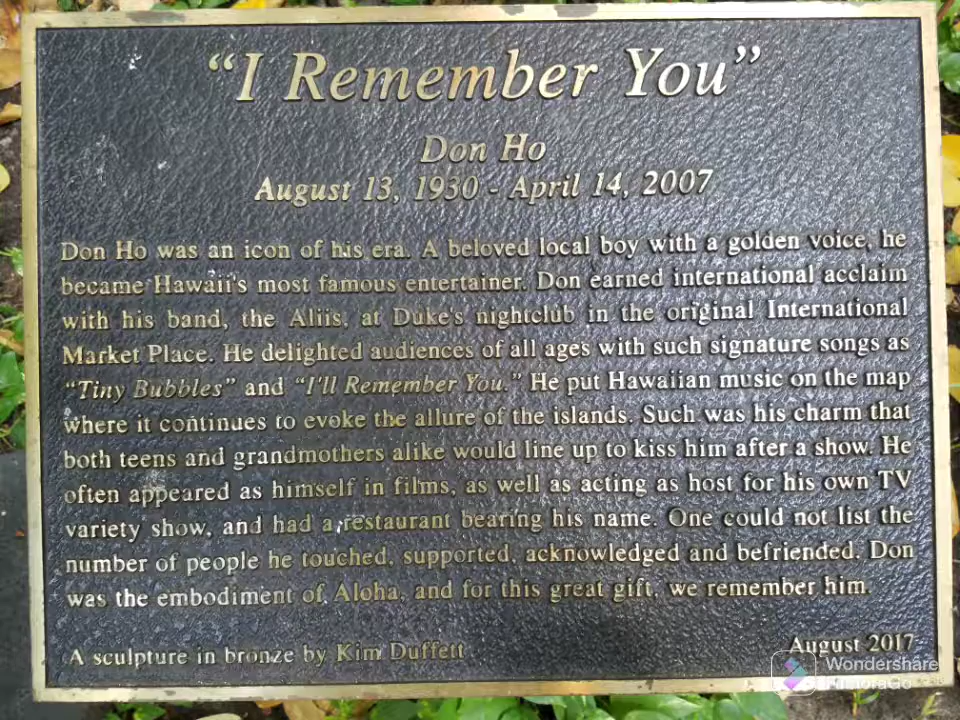 “I Remember You”
Don Ho
August 13, 1930 - April 14, 2007
Don Ho was an icon of his era. A beloved local boy with a golden voice, he
became Hawaii's most famous entertainer. Don earned international acclaim
with his band, the Aliis, at Duke's nightclub in the original International
Market Place. He delighted audiences of all ages with such signature songs as
“Tiny Bubbles” and “I'll Remember You.” He put Hawaiian music on the map
where it continues to evoke the allure of the islands. Such was his charm that
both teens and grandmothers alike would line up to kiss him after a show. He
often appeared as himself in films, as well as acting as host for his own TV
variety show, and had a restaurant bearing his name. One could not list the
number of people he touched, supported, acknowledged and befriended. Don
was the embodiment of Aloha, and for this great gift, we remember him.
A sculpture in bronze by Kim Duffett
August 2017
Wondershare
FilmoraGo